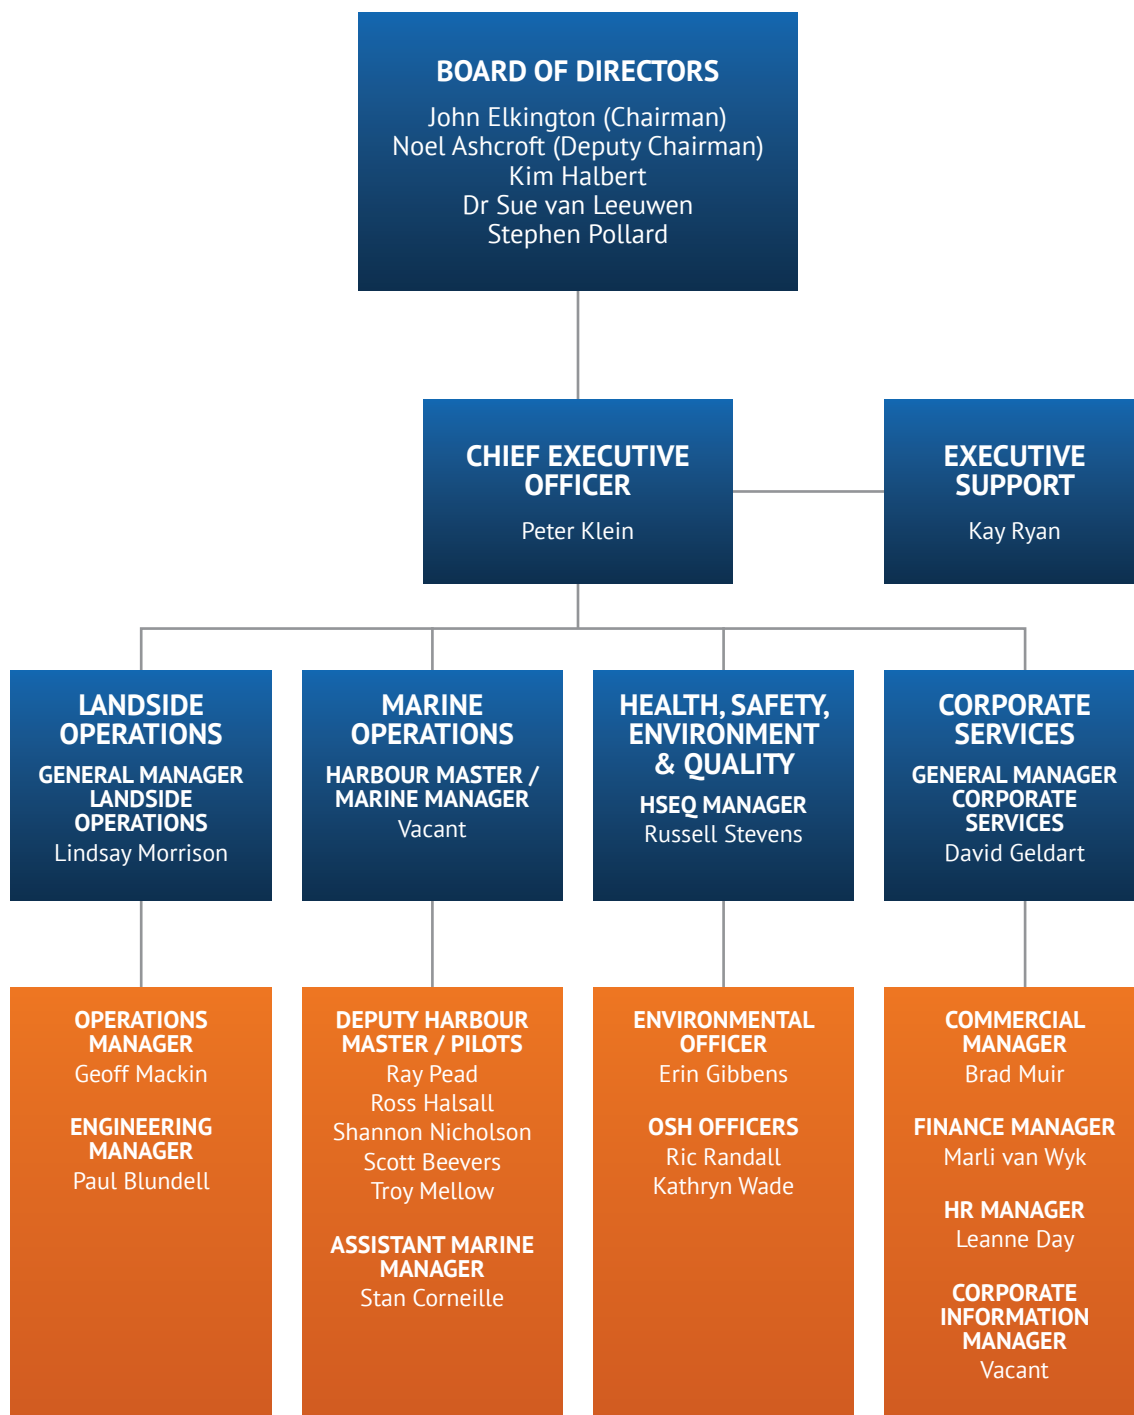 BOARD OF DIRECTORS
John Elkington (Chairman)
Noel Ashcroft (Deputy Chairman)
Kim Halbert
Dr Sue van Leeuwen
Stephen Pollard
CHIEF EXECUTIVE
OFFICER
Peter Klein
EXECUTIVE
SUPPORT
Kay Ryan
LANDSIDE
OPERATIONS
GENERAL MANAGER
LANDSIDE
OPERATIONS
Lindsay Morrison
MARINE
OPERATIONS
HARBOUR MASTER /
MARINE MANAGER
Vacant
HEALTH, SAFETY,
ENVIRONMENT
& QUALITY
HSEQ MANAGER
Russell Stevens
CORPORATE
SERVICES
GENERAL MANAGER
CORPORATE
SERVICES
David Geldart
OPERATIONS
MANAGER
Geoff Mackin
ENGINEERING
MANAGER
Paul Blundell
DEPUTY HARBOUR
MASTER / PILOTS
Ray Pead
Ross Halsall
Shannon Nicholson
Scott Beevers
Troy Mellow
ASSISTANT MARINE
MANAGER
Stan Corneille
ENVIRONMENTAL
OFFICER
Erin Gibbens
OSH OFFICERS
Ric Randall
Kathryn Wade
COMMERCIAL
MANAGER
Brad Muir
FINANCE MANAGER
Marli van Wyk
HR MANAGER
Leanne Day
CORPORATE
INFORMATION
MANAGER
Vacant